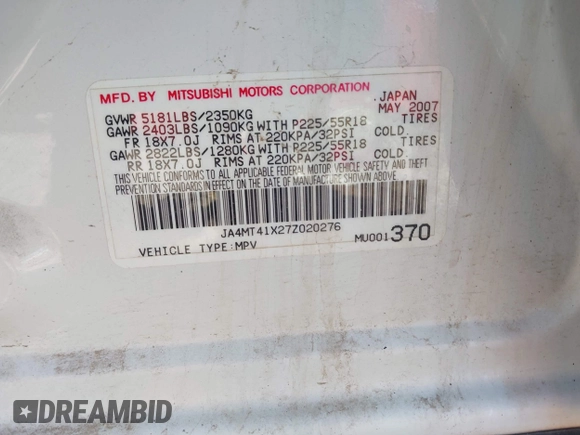 MFD. BY MITSUBISHI MOTORS CORPORATION JAPAN
GVWR 5181LBS/2350KG MAY 2007
GAWR 2403LBS/1090KG WITH P225/55R18 TIRES
FR 18X7.0J RIMS AT 220KPA/32PSI COLD.
GAWR 2822LBS/1280KG WITH P225/55R18 TIRES
RR 18X7.0J RIMS AT 220KPA/32PSI COLD.
THIS VEHICLE CONFORMS TO ALL APPLICABLE FEDERAL MOTOR VEHICLE SAFETY AND THEFT
PREVENTION STANDARDS IN EFFECT ON THE DATE OF MANUFACTURE SHOWN ABOVE.
JA4MT41X27Z020276
VEHICLE TYPE:MPV MU001370
DREAMBID